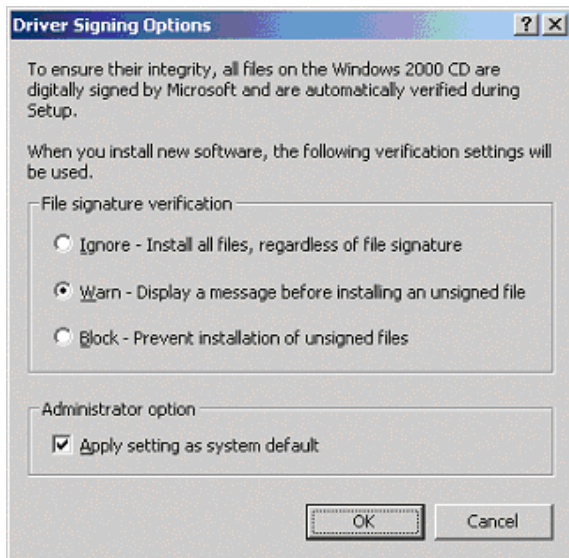 Driver Signing Options
To ensure their integrity, all files on the Windows 2000 CD are
digitally signed by Microsoft and are automatically verified during
Setup.
When you install new software, the following verification settings will
be used.
File signature verification
Ignore - Install all files, regardless of file signature
Warn - Display a message before installing an unsigned file
Block - Prevent installation of unsigned files
Administrator option
Apply setting as system default
OK Cancel